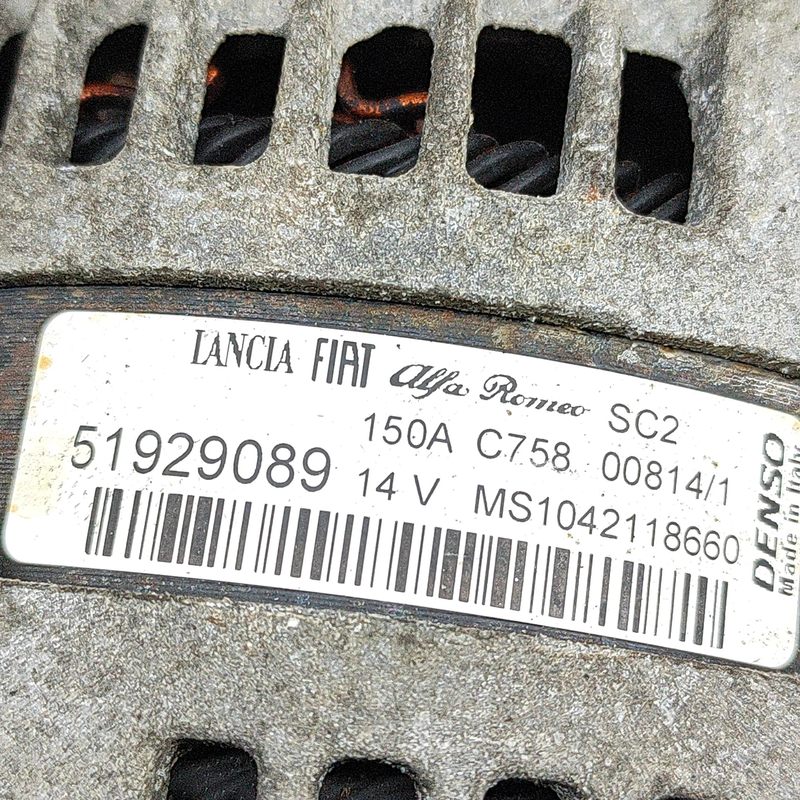 LANCIA FIAT Alfa Romeo SC2
51929089 150A C758 00814/1
14 V MS1042118660
DENSO
Made in Italy